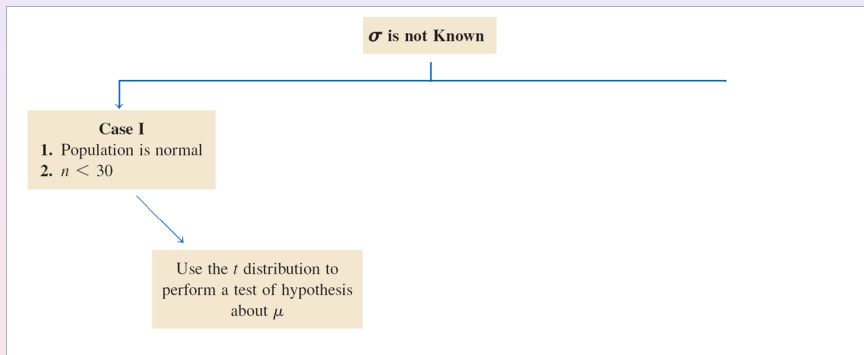 σ is not Known
Case I
1. Population is normal
2. n < 30
Use the t distribution to
perform a test of hypothesis
about μ